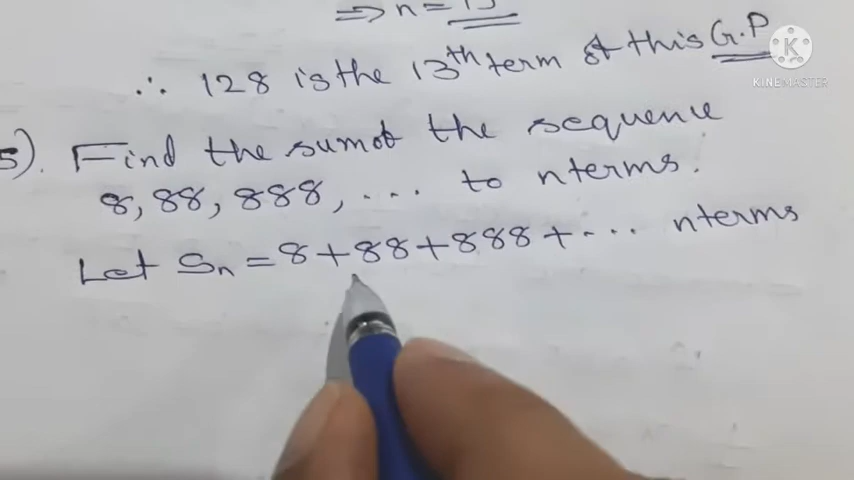 ⇒ n = 13
∴ 128 is the 13th term of this G.P
5). Find the sum of the sequence
8, 88, 888, .... to n terms.
Let Sn = 8 + 88 + 888 + ... n terms
K
KINEMASTER